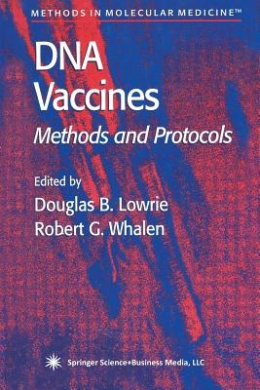 METHODS IN MOLECULAR MEDICINE™
DNA
Vaccines
Methods and Protocols
Edited by
Douglas B. Lowrie
Robert G. Whalen
Springer Science+Business Media, LLC